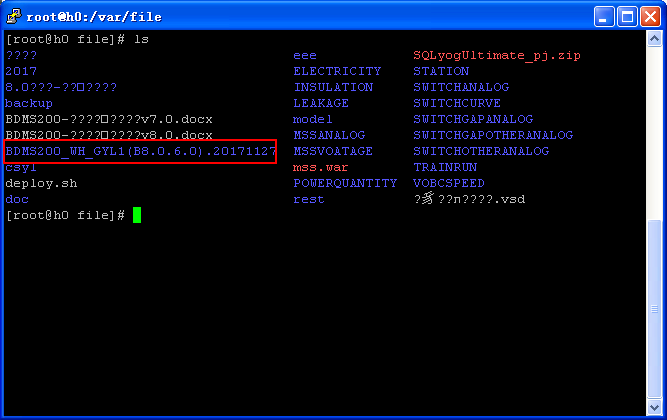 root@h0:/var/file
[root@h0 file]# ls
???? eee SQLyogUltimate_pj.zip
2017 ELECTRICITY STATION
8.0???-??□???? INSULATION SWITCHANALOG
backup LEAKAGE SWITCHCURVE
BDMS200-????□????v7.0.docx model SWITCHGAPANALOG
BDMS200-????□????v8.0.docx MSSANALOG SWITCHGAPOTHERANALOG
BDMS200_WH_GYL1(B8.0.6.0).20171127 MSSVOATAGE SWITCHOTHERANALOG
csyl mss.war TRAINRUN
deploy.sh POWERQUANTITY VOBCSPEED
doc rest ?豸??n????.vsd
[root@h0 file]#